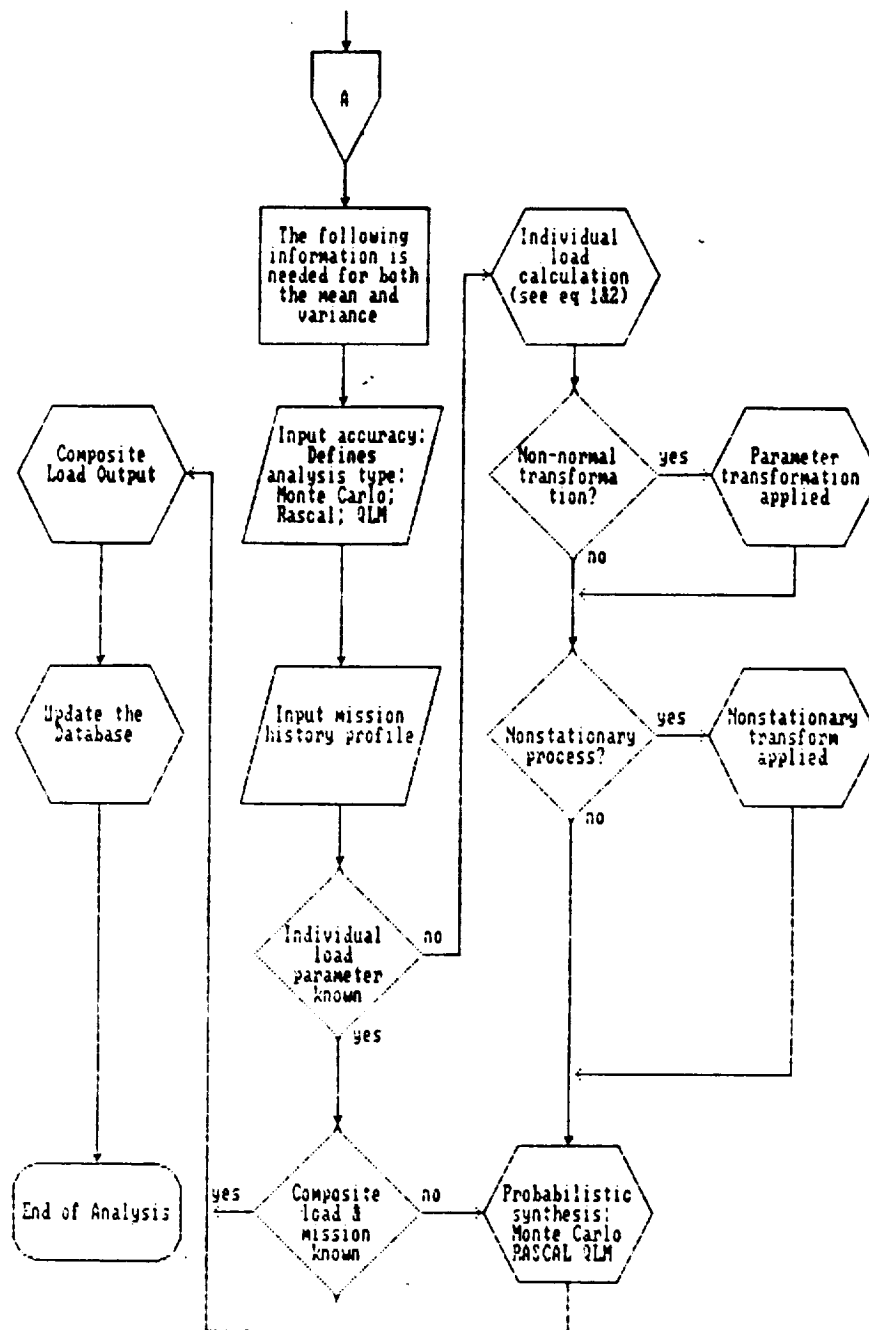 A
The following
information is
needed for both
the mean and
variance
Individual
load
calculation
(see eq 1&2)
Composite
Load Output
Input accuracy:
Defines
analysis type:
Monte Carlo;
Rascal; QLM
Non-normal
transforma
tion?
yes
no
Parameter
transformation
applied
Update the
Database
Input mission
history profile
Nonstationary
process?
yes
no
Nonstationary
transform
applied
Individual
load
parameter
known
no
yes
End of Analysis
yes
Composite
load &
mission
known
no
Probabilistic
synthesis:
Monte Carlo
RASCAL QLM